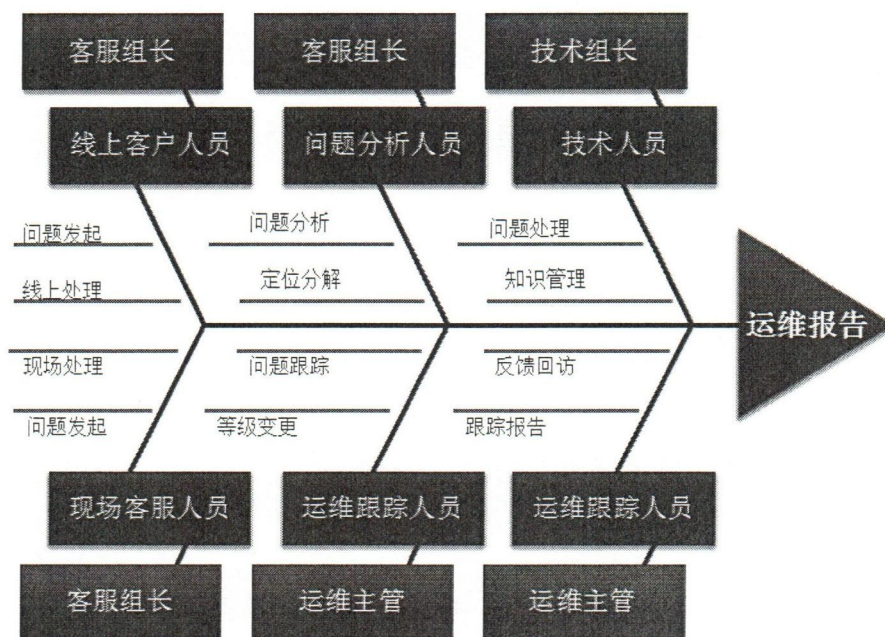 客服组长 客服组长 技术组长
线上客户人员 问题分析人员 技术人员
问题发起 问题分析 问题处理
线上处理 定位分解 知识管理
运维报告
现场处理 问题跟踪 反馈回访
问题发起 等级变更 跟踪报告
现场客服人员 运维跟踪人员 运维跟踪人员
客服组长 运维主管 运维主管